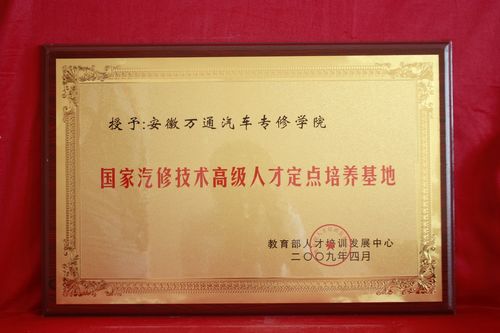 授予:安徽万通汽车专修学院
国家汽修技术高级人才定点培养基地
教育部人才培训发展中心
二〇〇九年四月